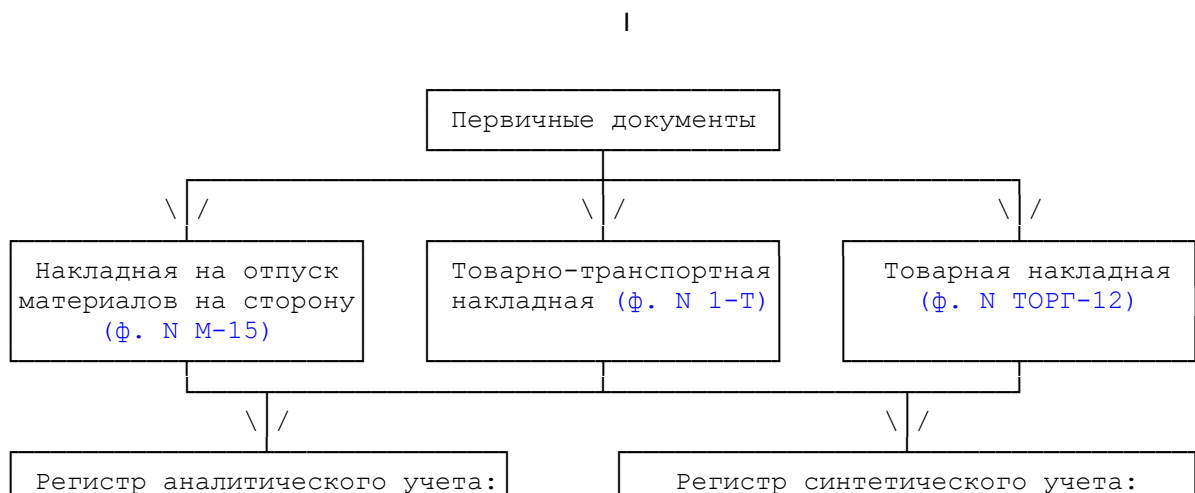 Первичные документы
Накладная на отпуск
материалов на сторону
(ф. N М-15)
Товарно-транспортная
накладная (ф. N 1-Т)
Товарная накладная
(ф. N ТОРГ-12)
Регистр аналитического учета:
Регистр синтетического учета: